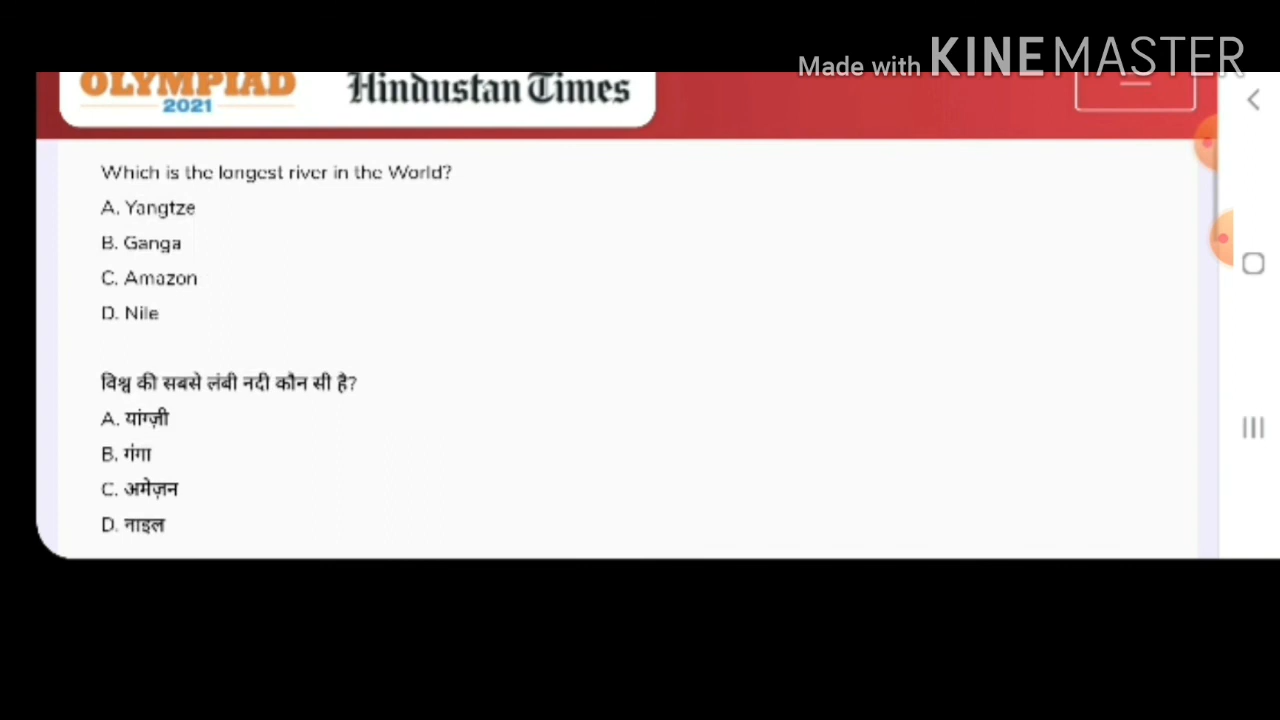 Made with KINEMASTER
OLYMPIAD Hindustan Times
2021
Which is the longest river in the World?
A. Yangtze
B. Ganga
C. Amazon
D. Nile
विश्व की सबसे लंबी नदी कौन सी है?
A. यांग्ज़ी
B. गंगा
C. अमेज़न
D. नाइल